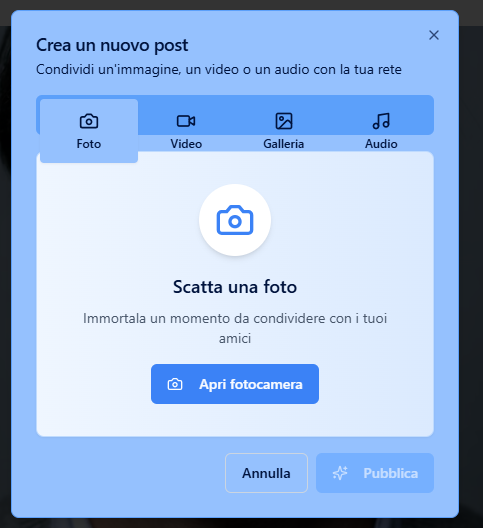 Crea un nuovo post
Condividi un'immagine, un video o un audio con la tua rete
Foto
Video
Galleria
Audio
Scatta una foto
Immortala un momento da condividere con i tuoi
amici
Apri fotocamera
Annulla
Pubblica